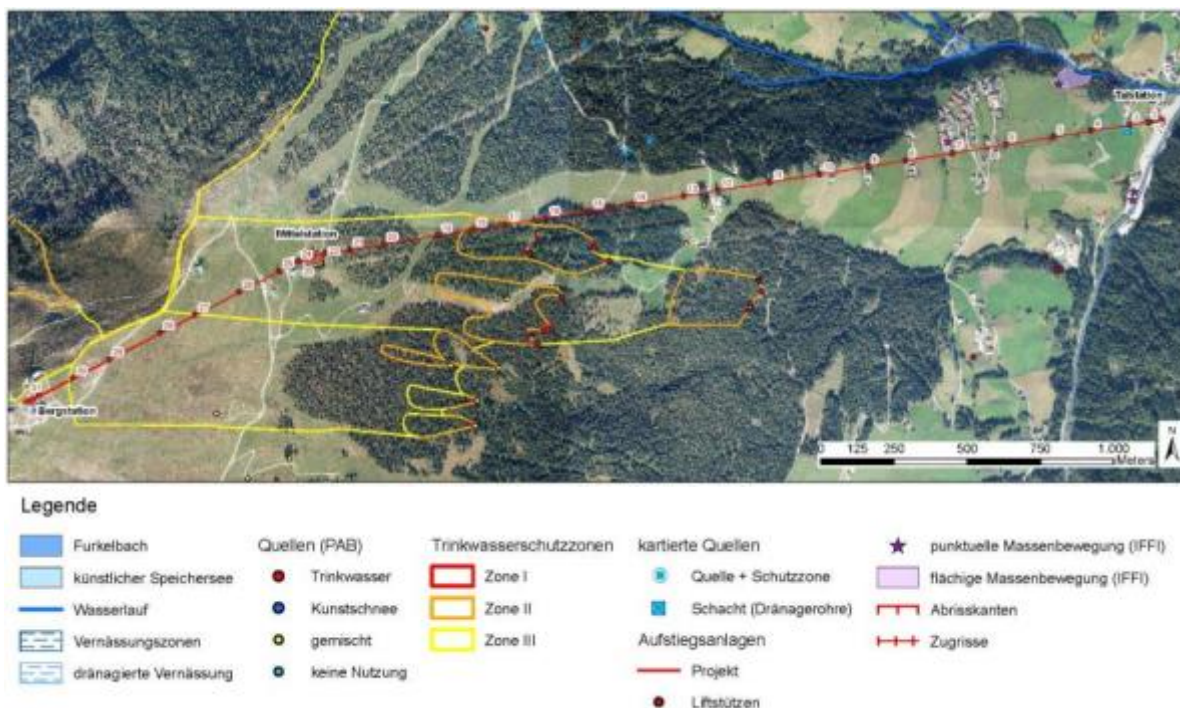 Talstation
Mittelstation
Bergstation
0 125 250 500 750 1.000
Meters
N
Legende
Furkelbach
künstlicher Speichersee
Wasserlauf
Vernässungszonen
dränagierte Vernässung
Quellen (PAB)
Trinkwasser
Kunstschnee
gemischt
keine Nutzung
Trinkwasserschutzzonen
Zone I
Zone II
Zone III
kartierte Quellen
Quelle + Schutzzone
Schacht (Dränagerohre)
Aufstiegsanlagen
Projekt
Liftstützen
punktuelle Massenbewegung (IFFI)
flächige Massenbewegung (IFFI)
Abrisskanten
Zugrisse